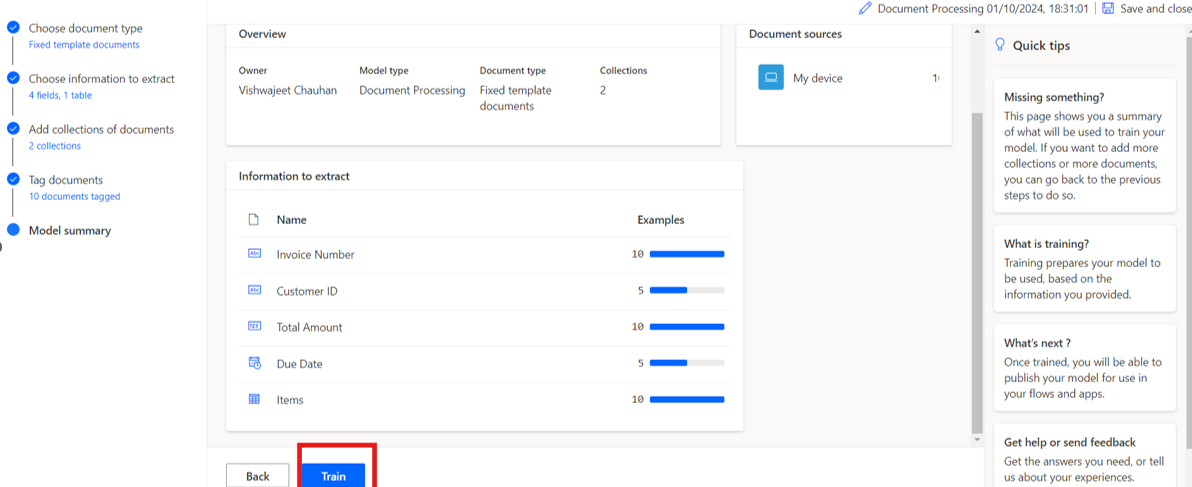 Document Processing 01/10/2024, 18:31:01
Save and close
Choose document type
Fixed template documents
Choose information to extract
4 fields, 1 table
Add collections of documents
2 collections
Tag documents
10 documents tagged
Model summary
Overview
Owner
Vishwajeet Chauhan
Model type
Document Processing
Document type
Fixed template
documents
Collections
2
Document sources
My device
Information to extract
Name Examples
Invoice Number 10
Customer ID 5
Total Amount 10
Due Date 5
Items 10
Back
Train
Quick tips
Missing something?
This page shows you a summary
of what will be used to train your
model. If you want to add more
collections or more documents,
you can go back to the previous
steps to do so.
What is training?
Training prepares your model to
be used, based on the
information you provided.
What's next ?
Once trained, you will be able to
publish your model for use in
your flows and apps.
Get help or send feedback
Get the answers you need, or tell
us about your experiences.